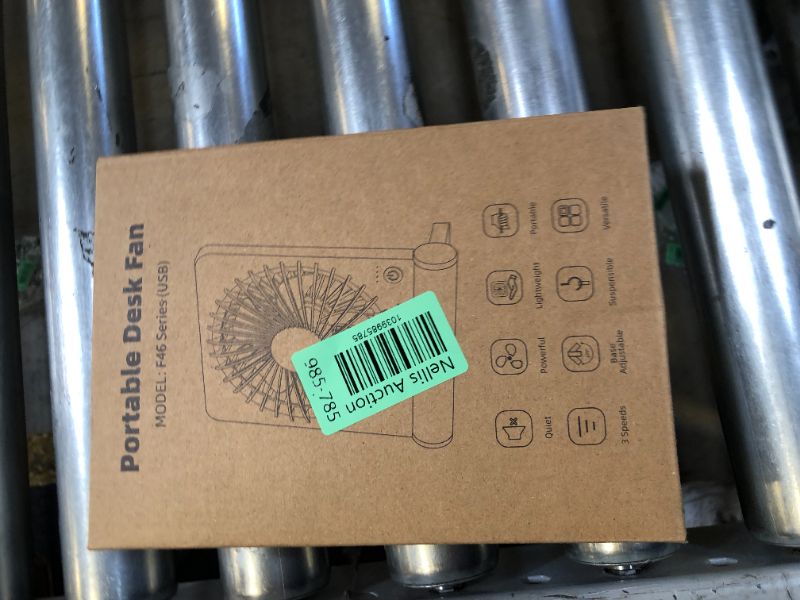 Portable Desk Fan
MODEL: F46 Series (USB)
Nellis Auction
1039985785
589-785
Quiet
Powerful
Lightweight
Portable
3 Speeds
Base
Adjustable
Suspensible
Versatile